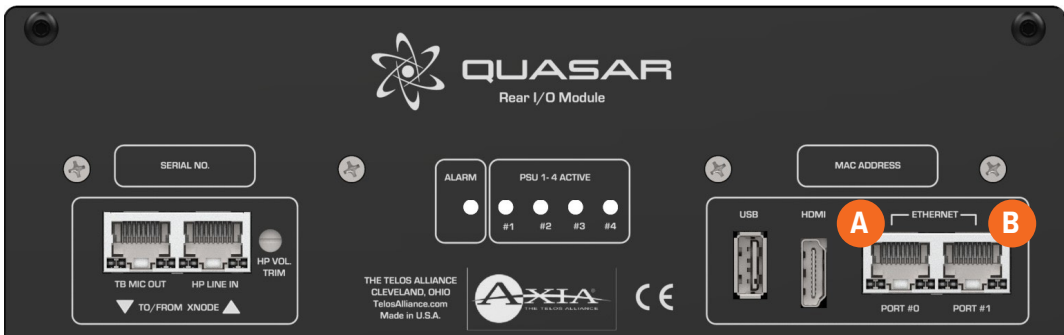 QUASAR
Rear I/O Module
SERIAL NO.
ALARM
PSU 1- 4 ACTIVE
#1 #2 #3 #4
MAC ADDRESS
TB MIC OUT HP LINE IN
HP VOL. TRIM
▼ TO/FROM XNODE ▲
THE TELOS ALLIANCE
CLEVELAND, OHIO
TelosAlliance.com
Made in U.S.A.
AXIA
THE TELOS ALLIANCE
CE
USB HDMI
A ETHERNET B
PORT #0 PORT #1